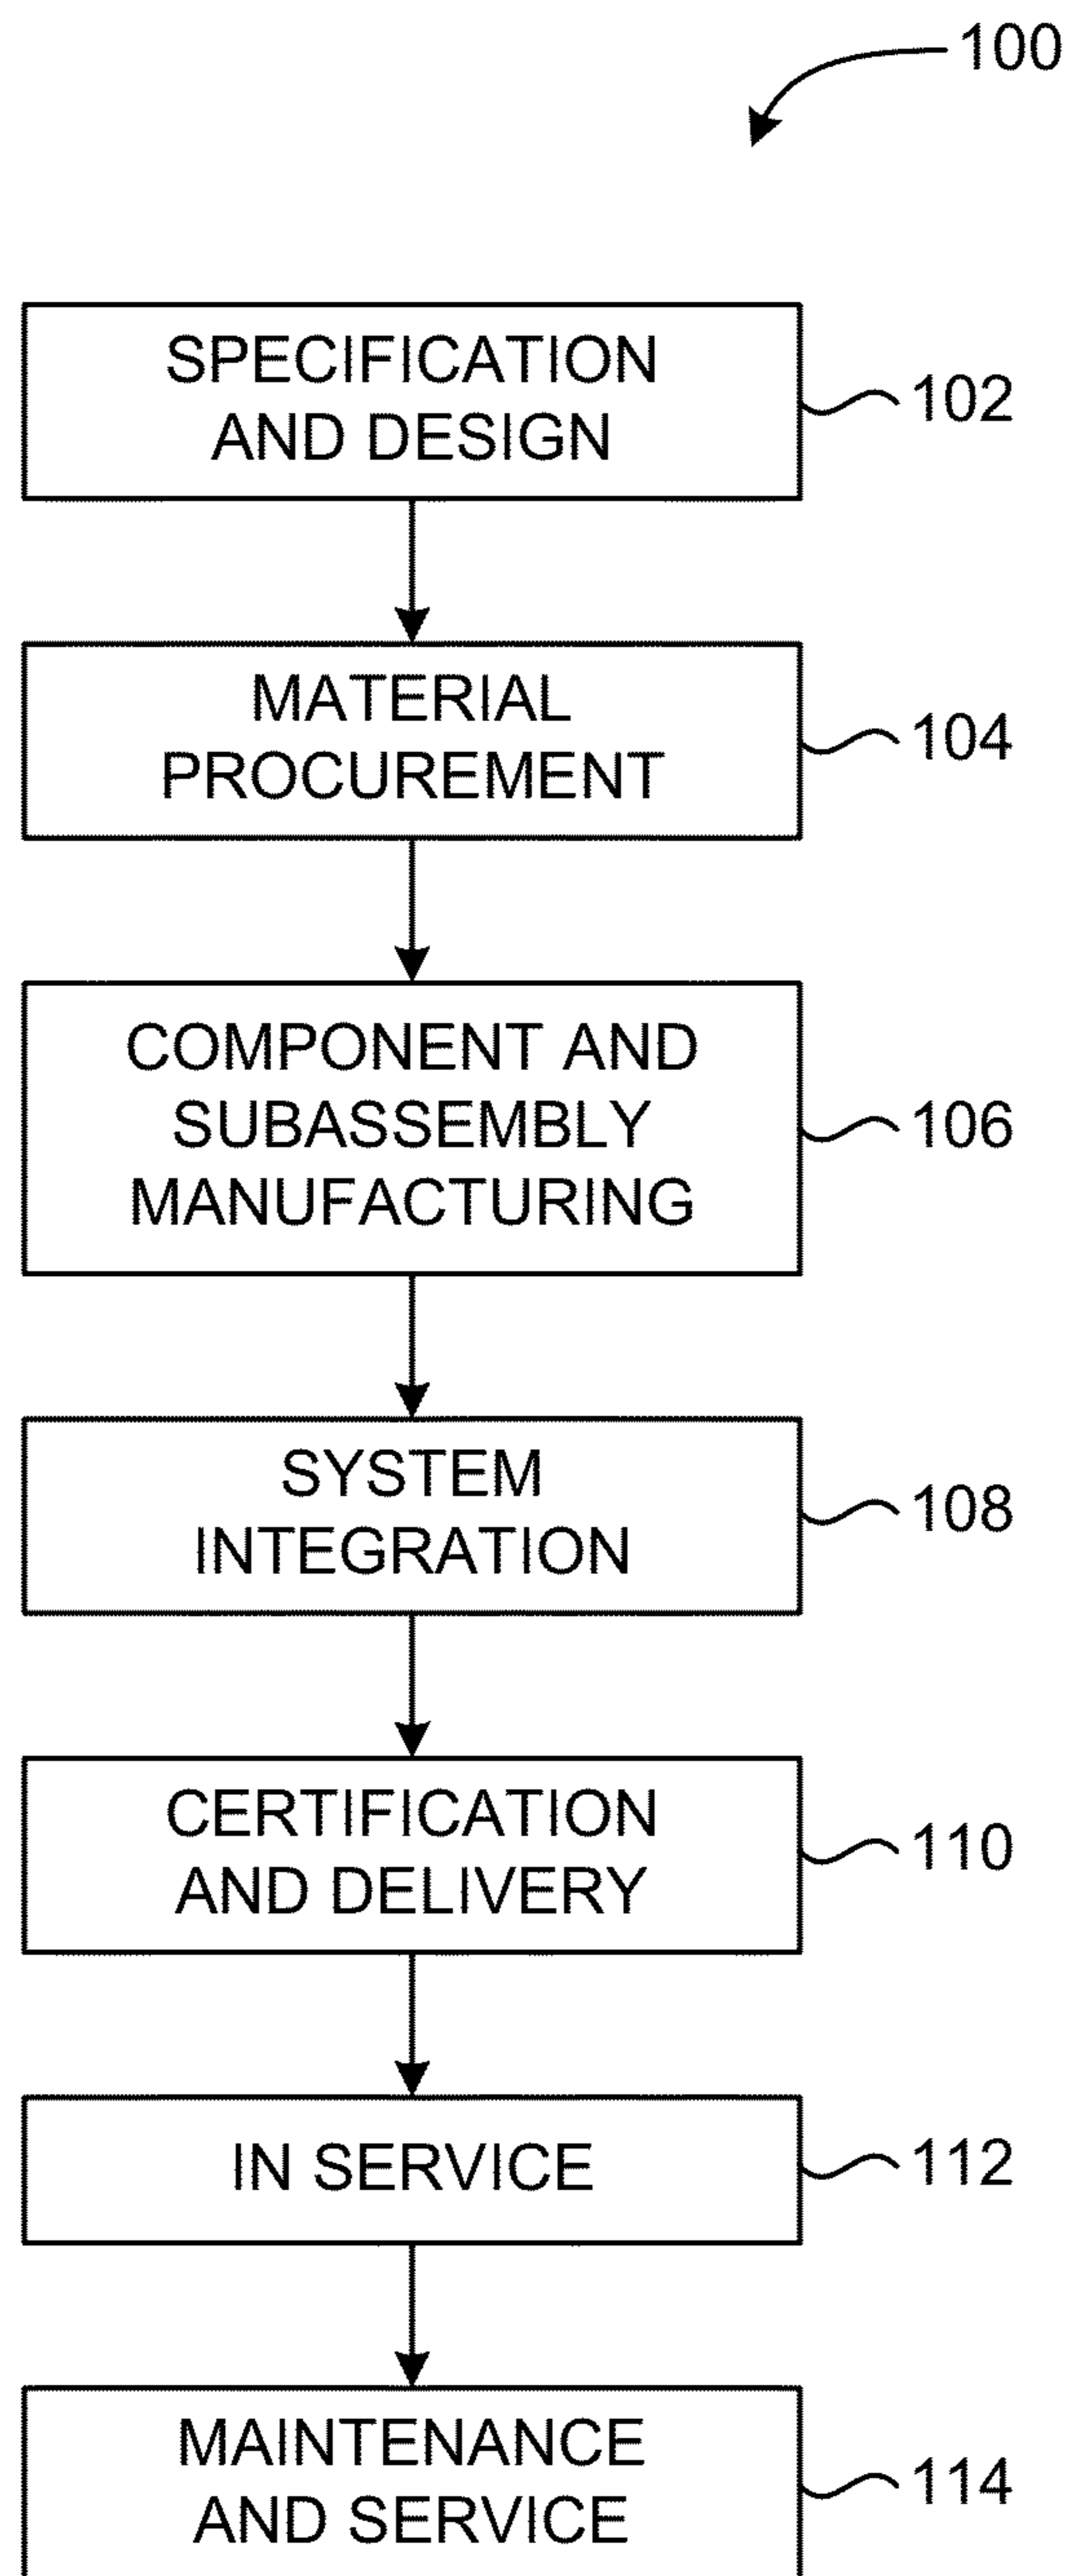 100
SPECIFICATION
AND DESIGN
102
MATERIAL
PROCUREMENT
104
COMPONENT AND
SUBASSEMBLY
MANUFACTURING
106
SYSTEM
INTEGRATION
108
CERTIFICATION
AND DELIVERY
110
IN SERVICE
112
MAINTENANCE
AND SERVICE
114